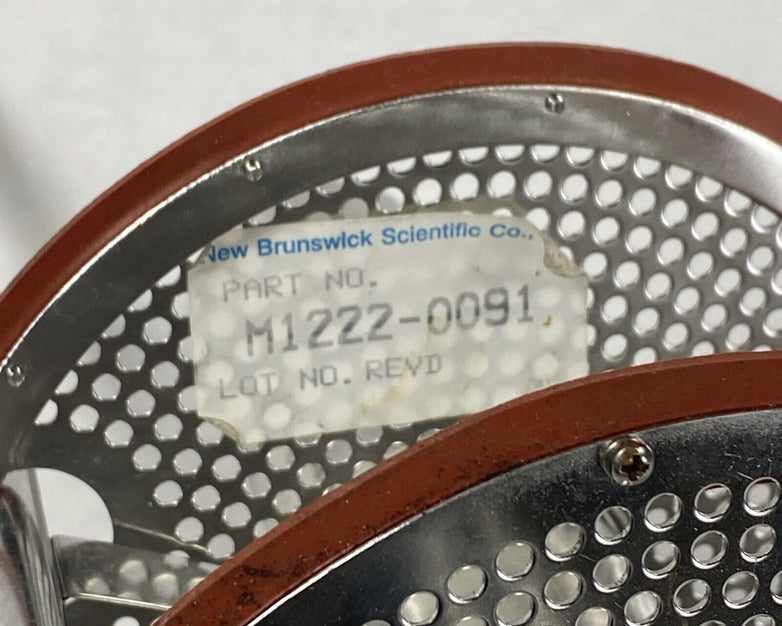 New Brunswick Scientific Co.,
PART NO.
M1222-0091
LOT NO. REVD